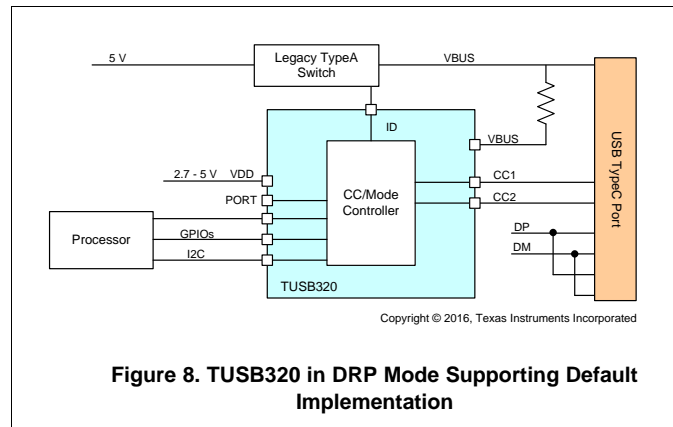 5 V
Legacy TypeA
Switch
VBUS
ID
VBUS
2.7 - 5 V VDD
PORT
CC/Mode
Controller
CC1
CC2
USB TypeC Port
Processor
GPIOs
I2C
DP
DM
TUSB320
Copyright © 2016, Texas Instruments Incorporated
Figure 8. TUSB320 in DRP Mode Supporting Default
Implementation